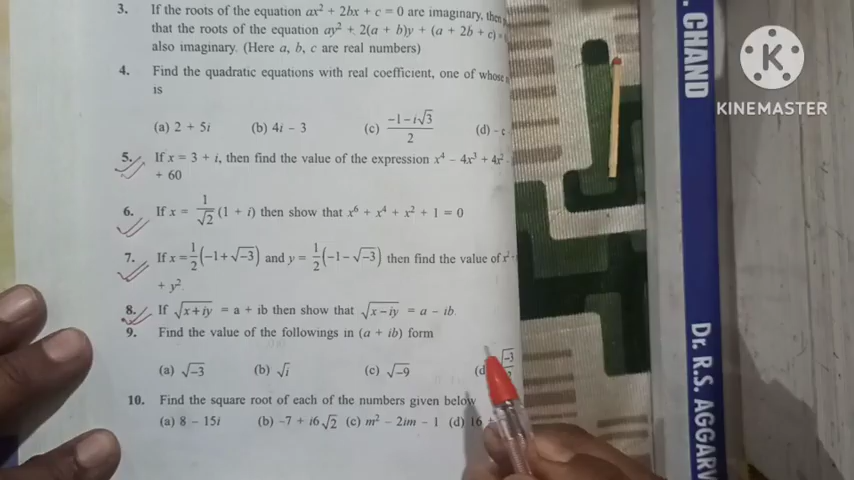 3. If the roots of the equation ax² + 2bx + c = 0 are imaginary, then
that the roots of the equation ay² + 2(a + b)y + (a + 2b + c) =
also imaginary. (Here a, b, c are real numbers)
4. Find the quadratic equations with real coefficient, one of whose
is
(a) 2 + 5i (b) 4i − 3 (c) (−1 − i√3)/2 (d) − c
5. If x = 3 + i, then find the value of the expression x⁴ − 4x³ + 4x²
+ 60
6. If x = 1/√2 (1 + i) then show that x⁶ + x⁴ + x² + 1 = 0
7. If x = 1/2(−1 + √−3) and y = 1/2(−1 − √−3) then find the value of x²
+ y².
8. If √(x + iy) = a + ib then show that √(x − iy) = a − ib.
9. Find the value of the followings in (a + ib) form
(a) √−3 (b) √i (c) √−9 (d √−3
10. Find the square root of each of the numbers given below
(a) 8 − 15i (b) −7 + i6√2 (c) m² − 2im − 1 (d) 16 +
S. CHAND
Dr. R.S. AGGARW
KINEMASTER